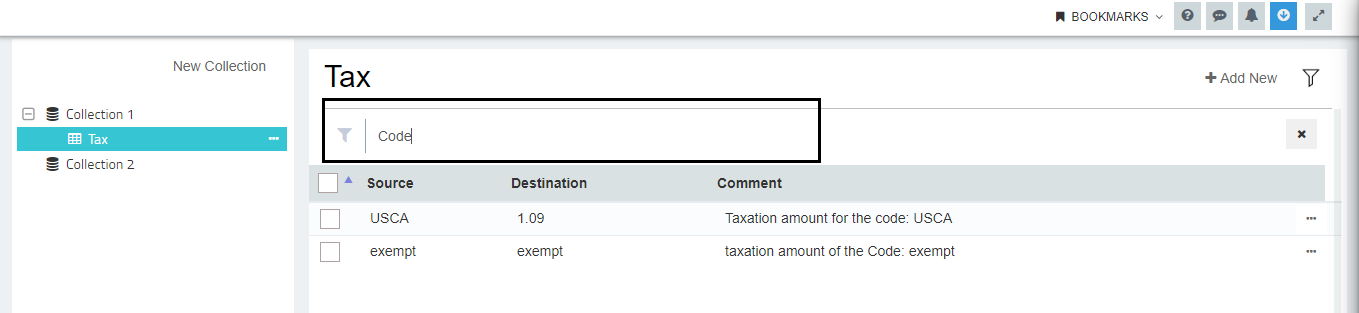 BOOKMARKS
New Collection
Collection 1
Tax
Collection 2
Tax
Add New
Code
Source Destination Comment
USCA 1.09 Taxation amount for the code: USCA
exempt exempt taxation amount of the Code: exempt